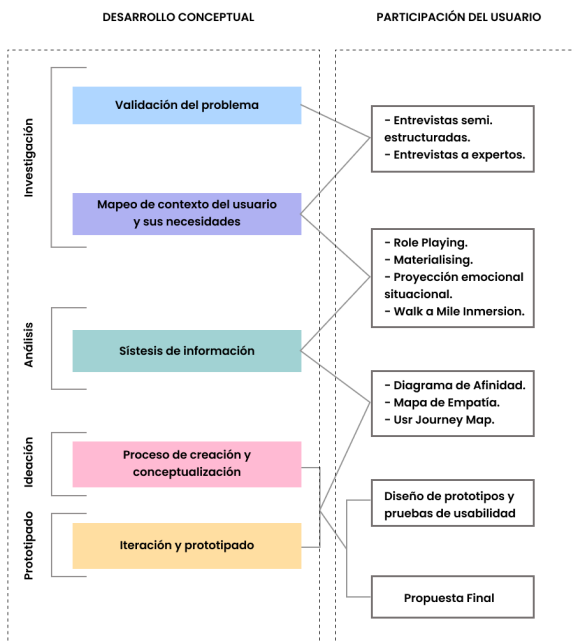 DESARROLLO CONCEPTUAL
PARTICIPACIÓN DEL USUARIO
Investigación
Validación del problema
- Entrevistas semi.
estructuradas.
- Entrevistas a expertos.
Mapeo de contexto del usuario
y sus necesidades
- Role Playing.
- Materialising.
- Proyección emocional
situacional.
- Walk a Mile Inmersion.
Análisis
Sístesis de información
- Diagrama de Afinidad.
- Mapa de Empatía.
- Usr Journey Map.
Ideación
Proceso de creación y
conceptualización
Diseño de prototipos y
pruebas de usabilidad
Prototipado
Iteración y prototipado
Propuesta Final